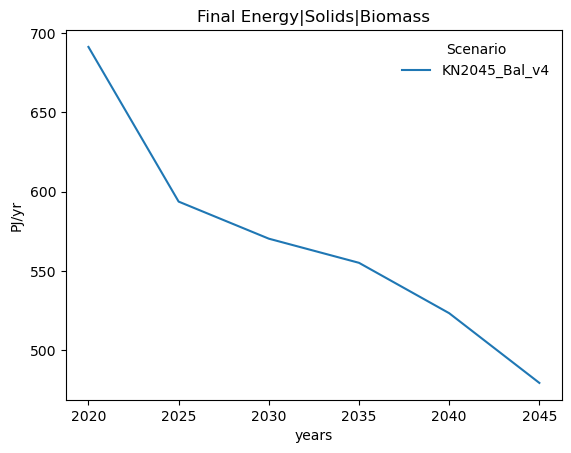 Final Energy|Solids|Biomass
Scenario
KN2045_Bal_v4
700
650
600
550
500
PJ/yr
2020 2025 2030 2035 2040 2045
years